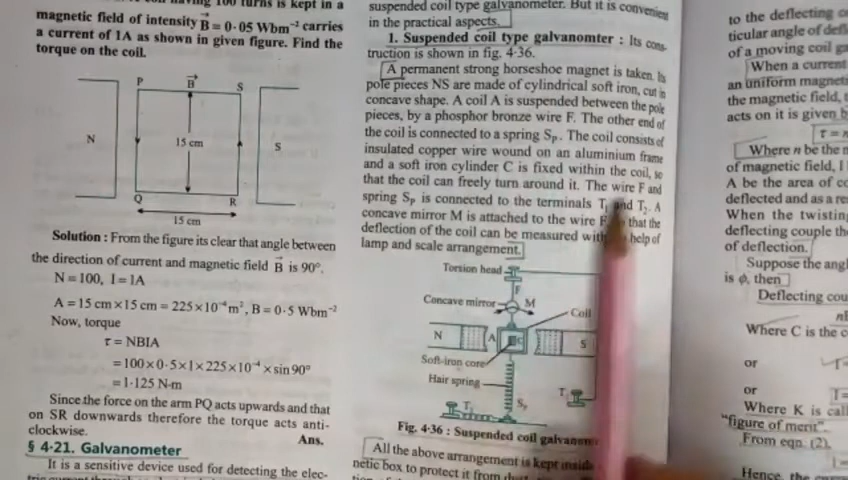 100 turns is kept in a
magnetic field of intensity B⃗ = 0·05 Wbm⁻² carries
a current of 1A as shown in given figure. Find the
torque on the coil.
P
B⃗
S
N
15 cm
S
Q
R
15 cm
Solution : From the figure its clear that angle between
the direction of current and magnetic field B⃗ is 90°.
N = 100, I = 1A
A = 15 cm × 15 cm = 225 × 10⁻⁴ m², B = 0·5 Wbm⁻²
Now, torque
τ = NBIA
= 100 × 0·5 × 1 × 225 × 10⁻⁴ × sin 90°
= 1·125 N-m
Since the force on the arm PQ acts upwards and that
on SR downwards therefore the torque acts anti-
clockwise.
Ans.
§ 4·21. Galvanometer
It is a sensitive device used for detecting the elec-
suspended coil type galvanometer. But it is convenient
in the practical aspects.
1. Suspended coil type galvanomter : Its cons-
truction is shown in fig. 4·36.
A permanent strong horseshoe magnet is taken. Its
pole pieces NS are made of cylindrical soft iron, cut in
concave shape. A coil A is suspended between the pole
pieces, by a phosphor bronze wire F. The other end of
the coil is connected to a spring Sₚ. The coil consists of
insulated copper wire wound on an aluminium frame
and a soft iron cylinder C is fixed within the coil, so
that the coil can freely turn around it. The wire F and
spring Sₚ is connected to the terminals T₁ and T₂. A
concave mirror M is attached to the wire F that the
deflection of the coil can be measured help of
lamp and scale arrangement.
Torsion head
F
Concave mirror
M
Coil
N
A
C
S
Soft-iron core
Hair spring
Sₚ
T
T
Fig. 4·36 : Suspended coil
All the above arrangement is kept inside
netic box to protect it from
to the deflecting
ticular angle of
of a moving coil
When a current
an uniform
the magnetic field,
acts on it is given
τ =
Where n be the
of magnetic field, I
A be the area of
deflected and as a
When the twisting
deflecting couple the
of deflection.
Suppose the
is ϕ, then
Deflecting
Where C is the
or
or
Where K is
"figure of merit".
From eqn. (2),
Hence, the